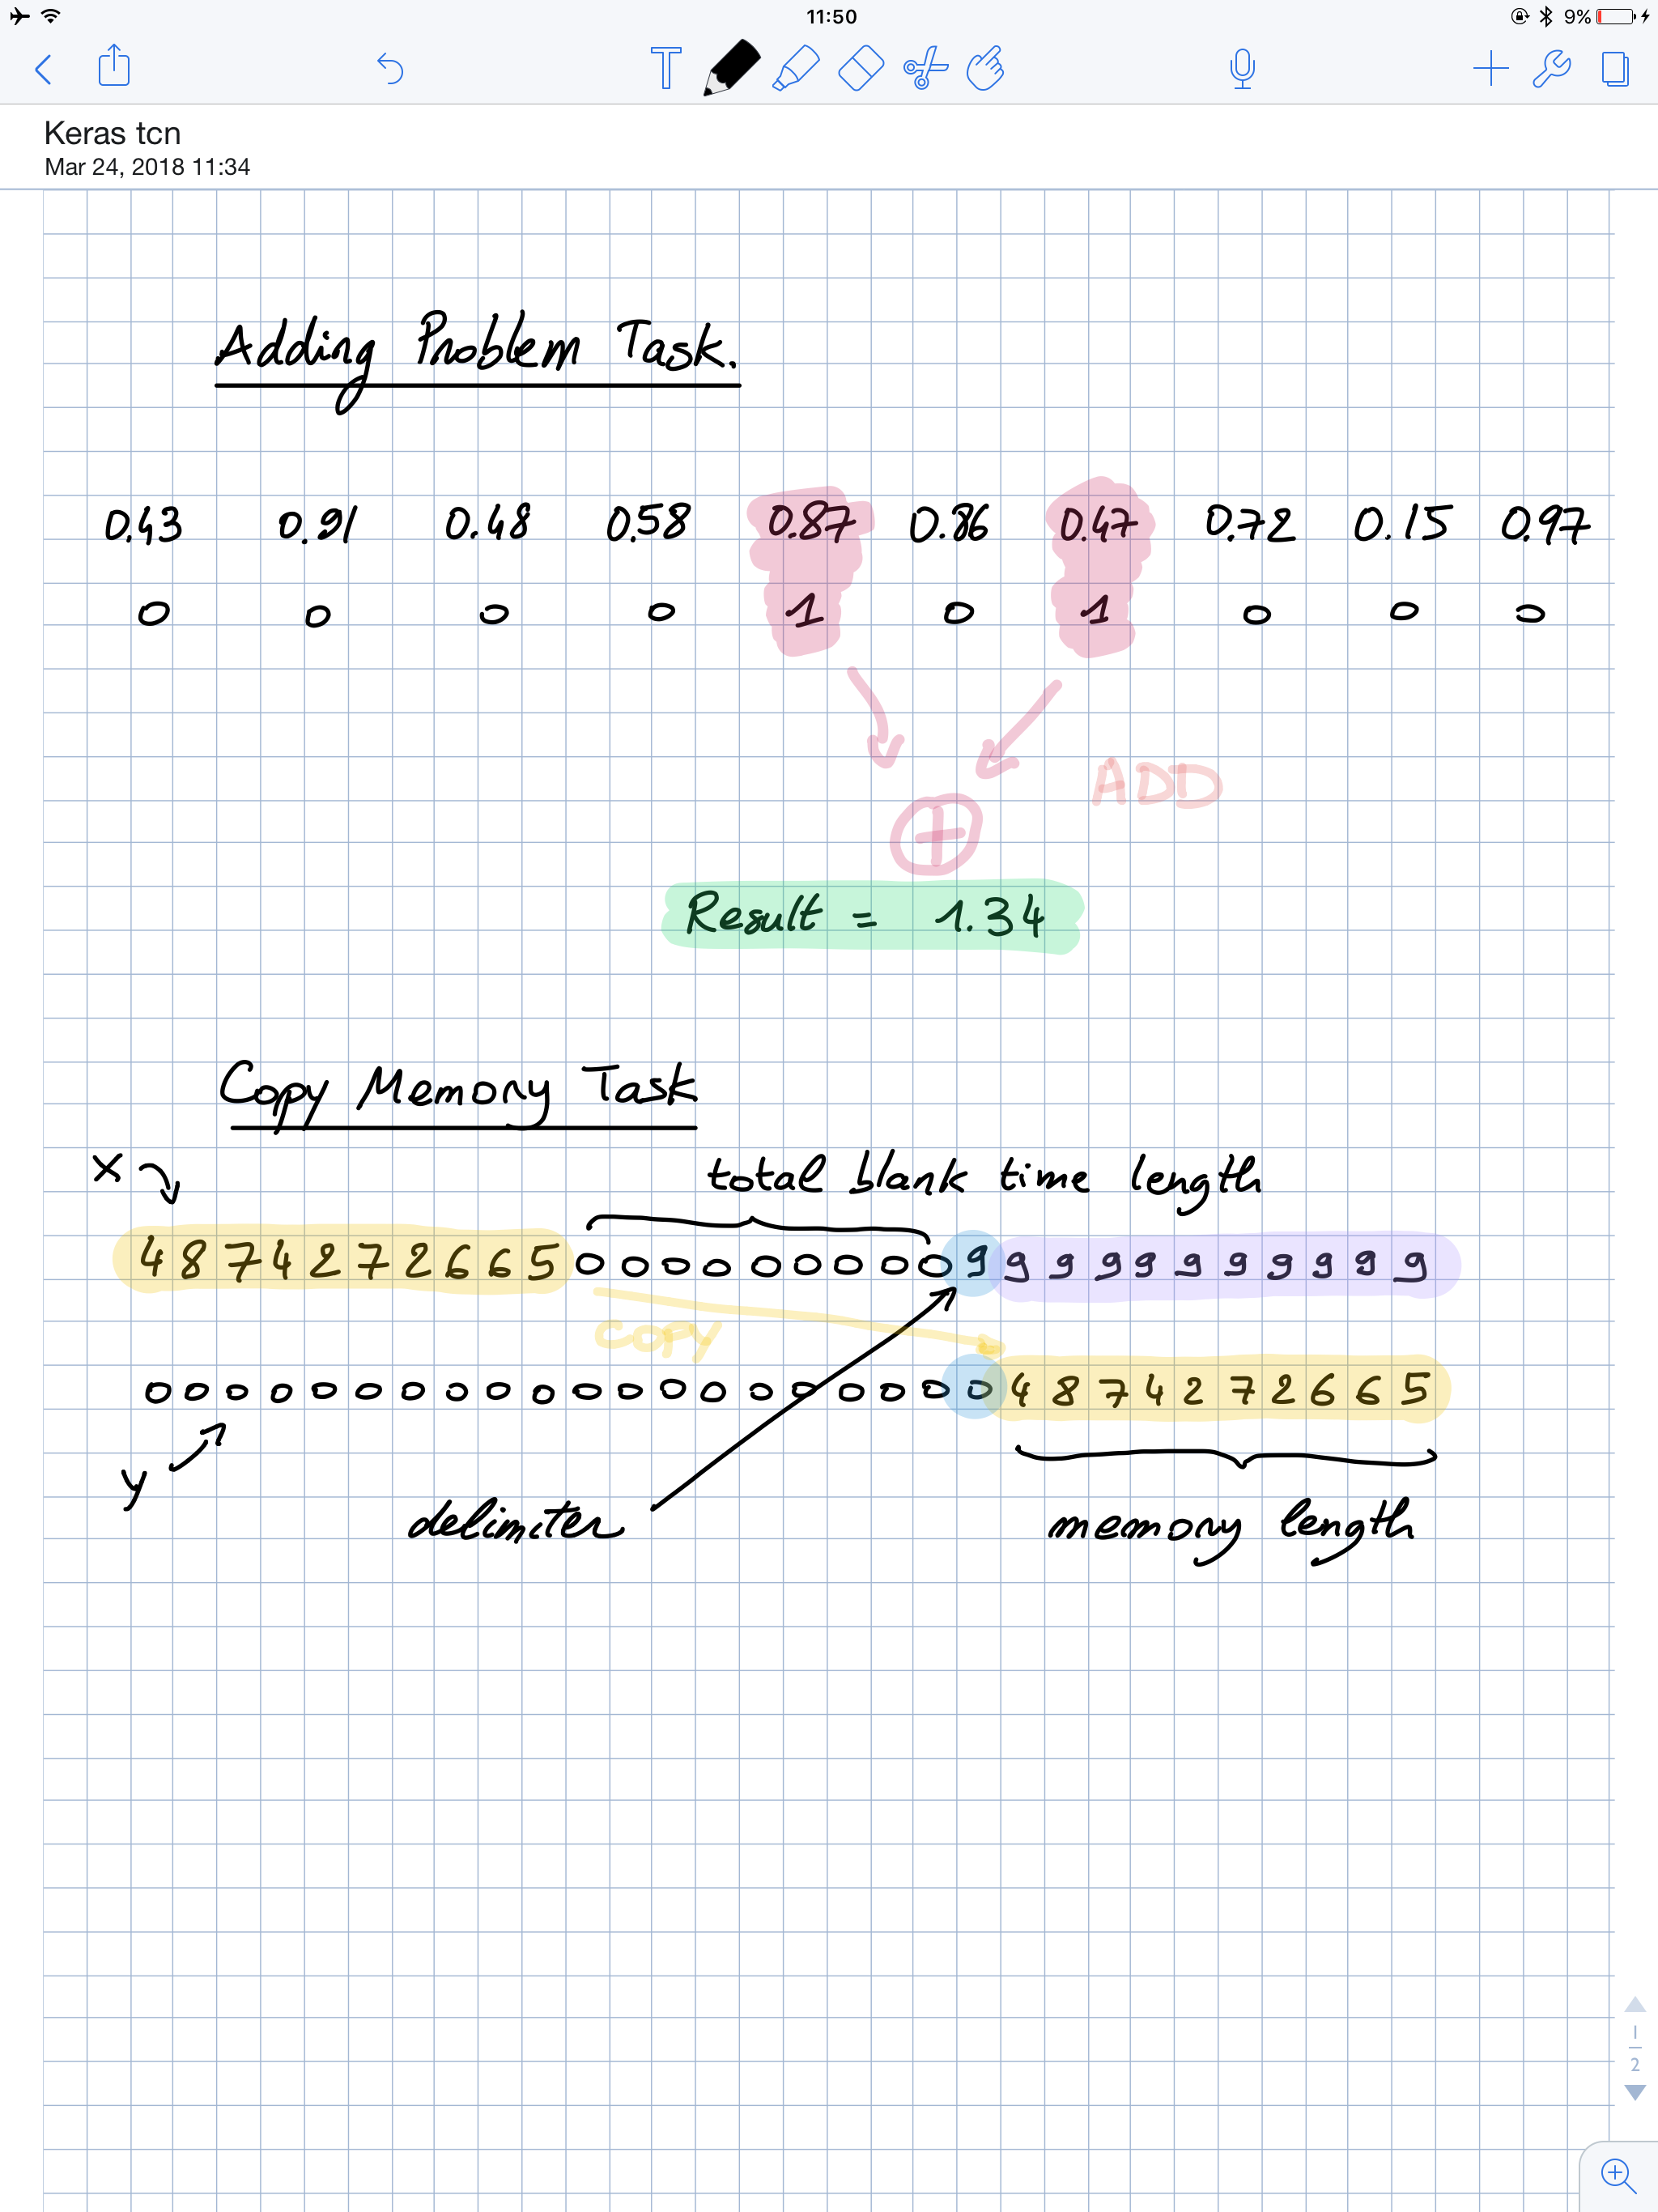 11:50
9%
Keras tcn
Mar 24, 2018 11:34
Adding Problem Task.
0.43 0.91 0.48 0.58 0.87 0.86 0.47 0.72 0.15 0.97
0 0 0 0 1 0 1 0 0 0
ADD
+
Result = 1.34
Copy Memory Task
X
total blank time length
4 8 7 4 2 7 2 6 6 5 0 0 0 0 0 0 0 0 0 9 9 9 9 9 9 9 9 9 9 9
COPY
0 0 0 0 0 0 0 0 0 0 0 0 0 0 0 0 0 0 0 0 4 8 7 4 2 7 2 6 6 5
y
delimiter
memory length
1
2